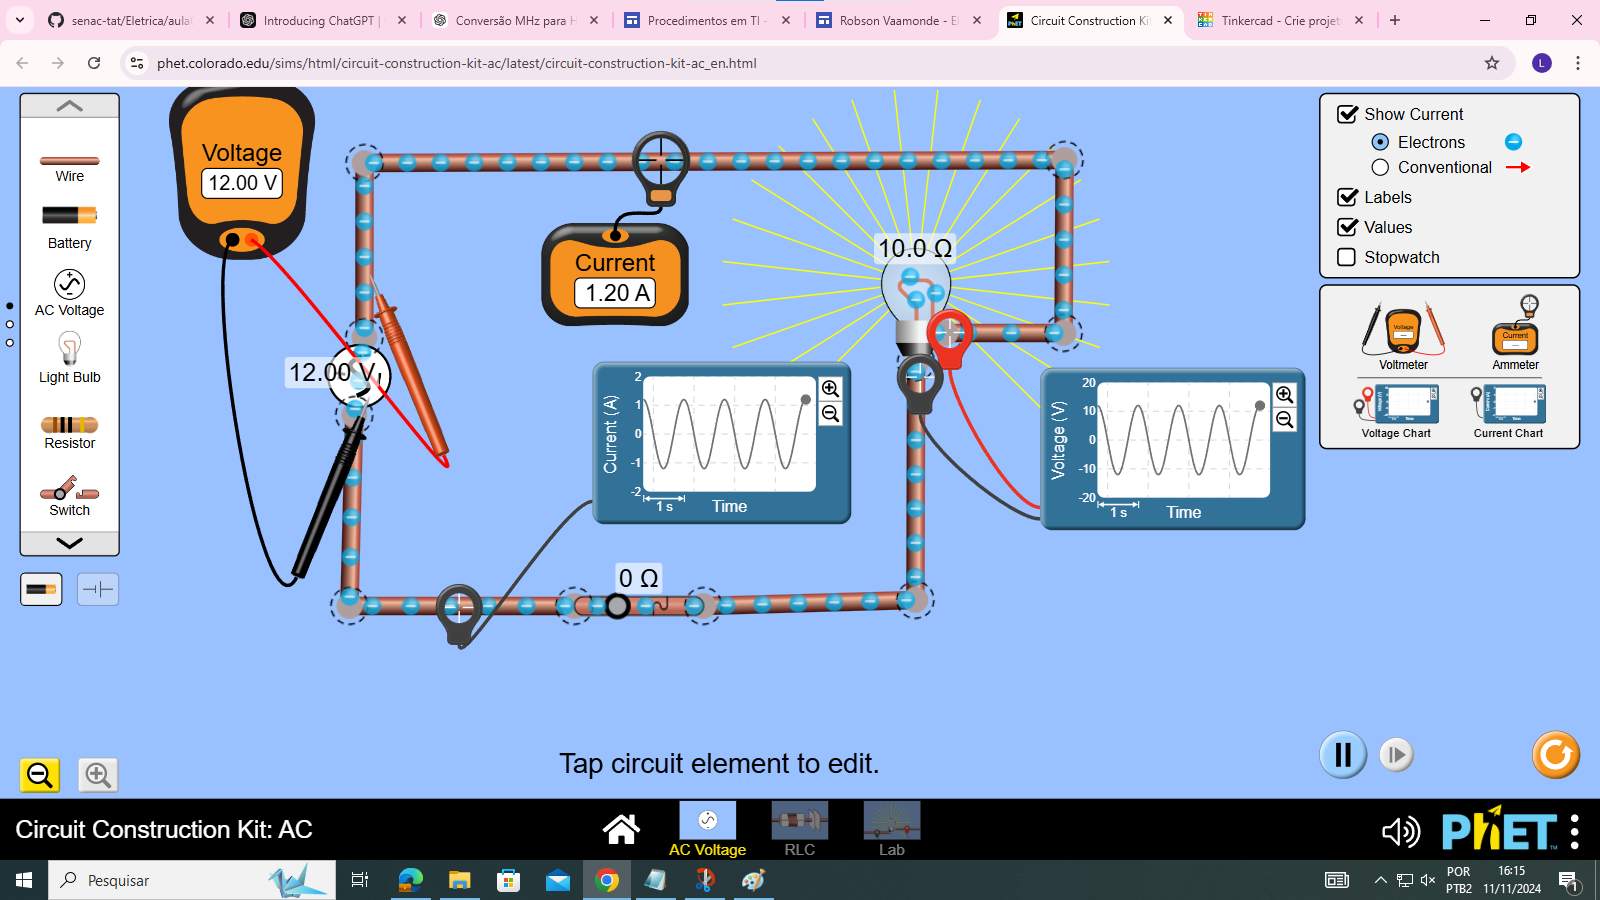 senac-tat/Eletrica/aula
Introducing ChatGPT |
Conversão MHz para H
Procedimentos em TI -
Robson Vaamonde - E
Circuit Construction Ki
Tinkercad - Crie projet
phet.colorado.edu/sims/html/circuit-construction-kit-ac/latest/circuit-construction-kit-ac_en.html
L
Wire
Battery
AC Voltage
Light Bulb
Resistor
Switch
Voltage
12.00 V
12.00 V
Current
1.20 A
10.0 Ω
0 Ω
Current (A)
2
1
0
-1
-2
1 s
Time
Voltage (V)
20
10
0
-10
-20
1 s
Time
Show Current
Electrons
Conventional
Labels
Values
Stopwatch
Voltage
Current
Voltmeter
Ammeter
Voltage Chart
Current Chart
Tap circuit element to edit.
Circuit Construction Kit: AC
AC Voltage
RLC
Lab
PhET
Pesquisar
POR
PTB2
16:15
11/11/2024
1